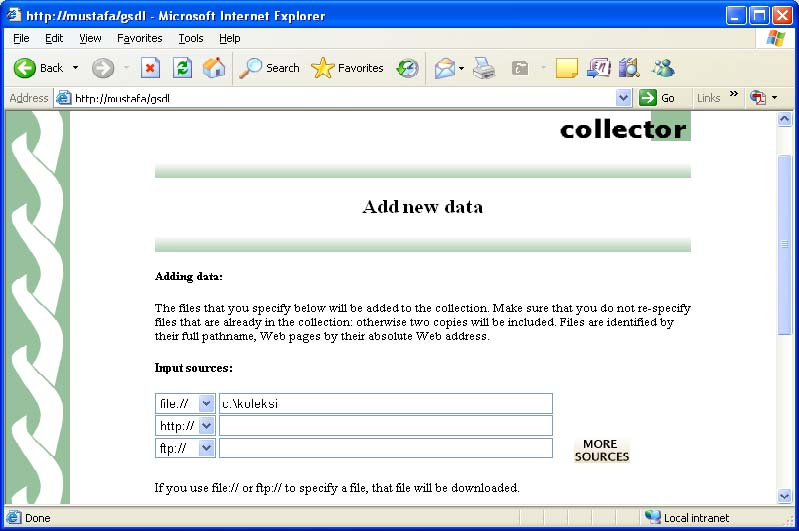 http://mustafa/gsdl - Microsoft Internet Explorer
File Edit View Favorites Tools Help
Back Search Favorites
Address http://mustafa/gsdl Go Links »
collector
Add new data
Adding data:
The files that you specify below will be added to the collection. Make sure that you do not re-specify
files that are already in the collection: otherwise two copies will be included. Files are identified by
their full pathname, Web pages by their absolute Web address.
Input sources:
file:// c:\koleksi
http://
ftp://
MORE
SOURCES
If you use file:// or ftp:// to specify a file, that file will be downloaded.
Done Local intranet